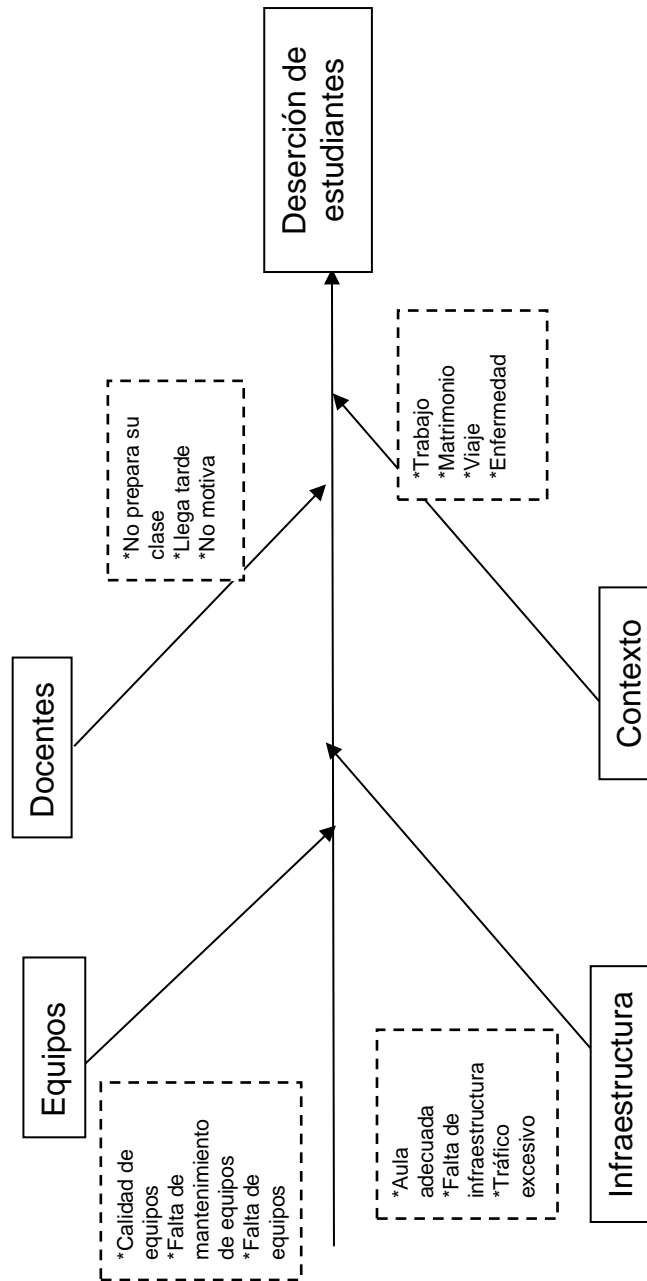 Equipos
Docentes
*Calidad de
equipos
*Falta de
mantenimiento
de equipos
*Falta de
equipos
*No prepara su
clase
*Llega tarde
*No motiva
Deserción de
estudiantes
*Aula
adecuada
*Falta de
infraestructura
*Tráfico
excesivo
*Trabajo
*Matrimonio
*Viaje
*Enfermedad
Infraestructura
Contexto